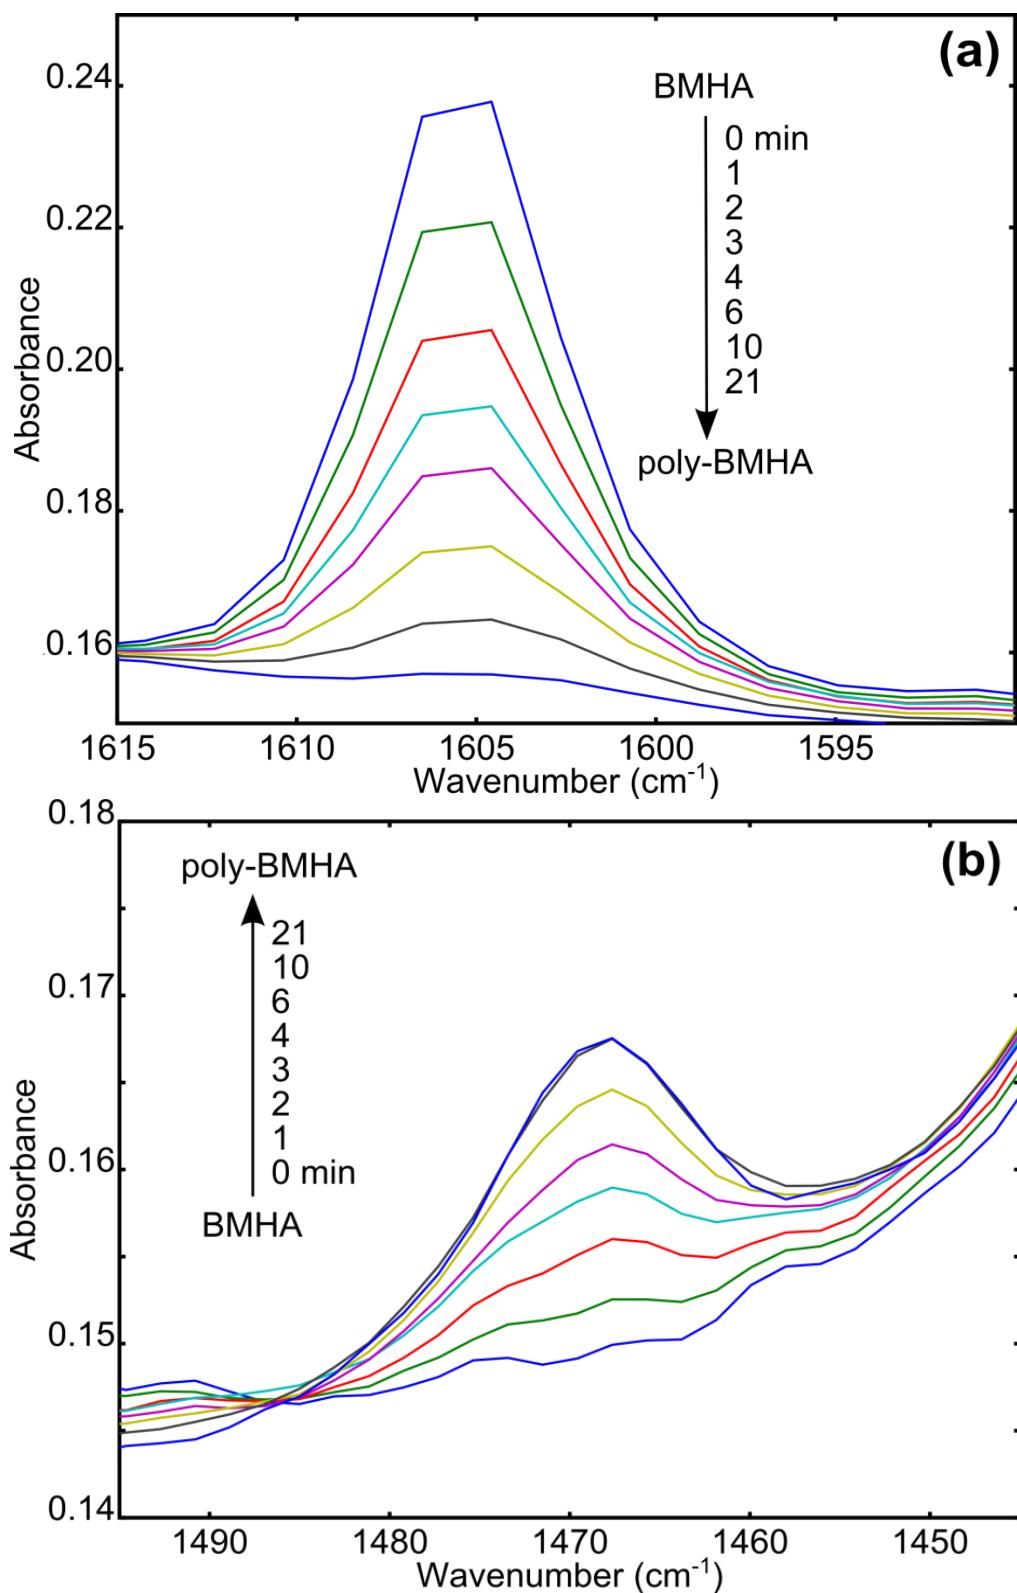 (a)
0.24
BMHA
0 min
1
0.22
2
3
4
6
0.20
10
21
poly-BMHA
0.18
.16
Absorbance
1615 1610 1605 1600 1595
Wavenumber (cm⁻¹)
0.18
(b)
poly-BMHA
21
10
0.17
6
4
3
2
0.16
1
0 min
BMHA
0.15
0.14
Absorbance
1490 1480 1470 1460 1450
Wavenumber (cm⁻¹)